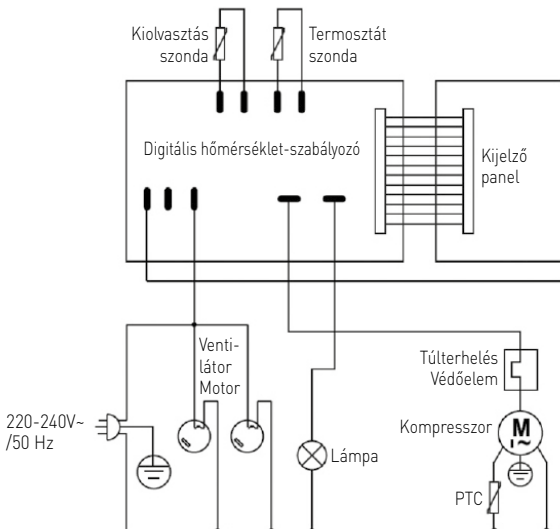 Kiolvasztás
szonda
Termosztát
szonda
Digitális hőmérséklet-szabályozó
Kijelző
panel
Venti-
látor
Motor
Túlterhelés
Védőelem
220-240V~
/50 Hz
Kompresszor
M
~
Lámpa
PTC